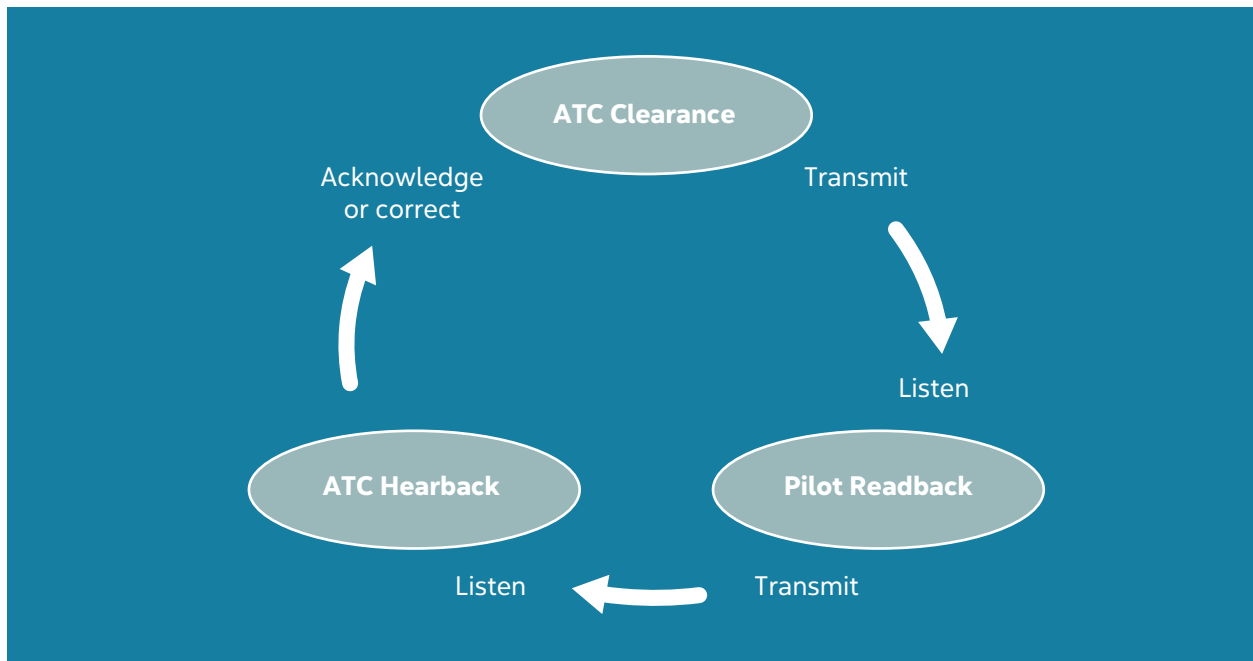 ATC Clearance
Acknowledge
or correct
Transmit
Listen
ATC Hearback
Pilot Readback
Listen
Transmit